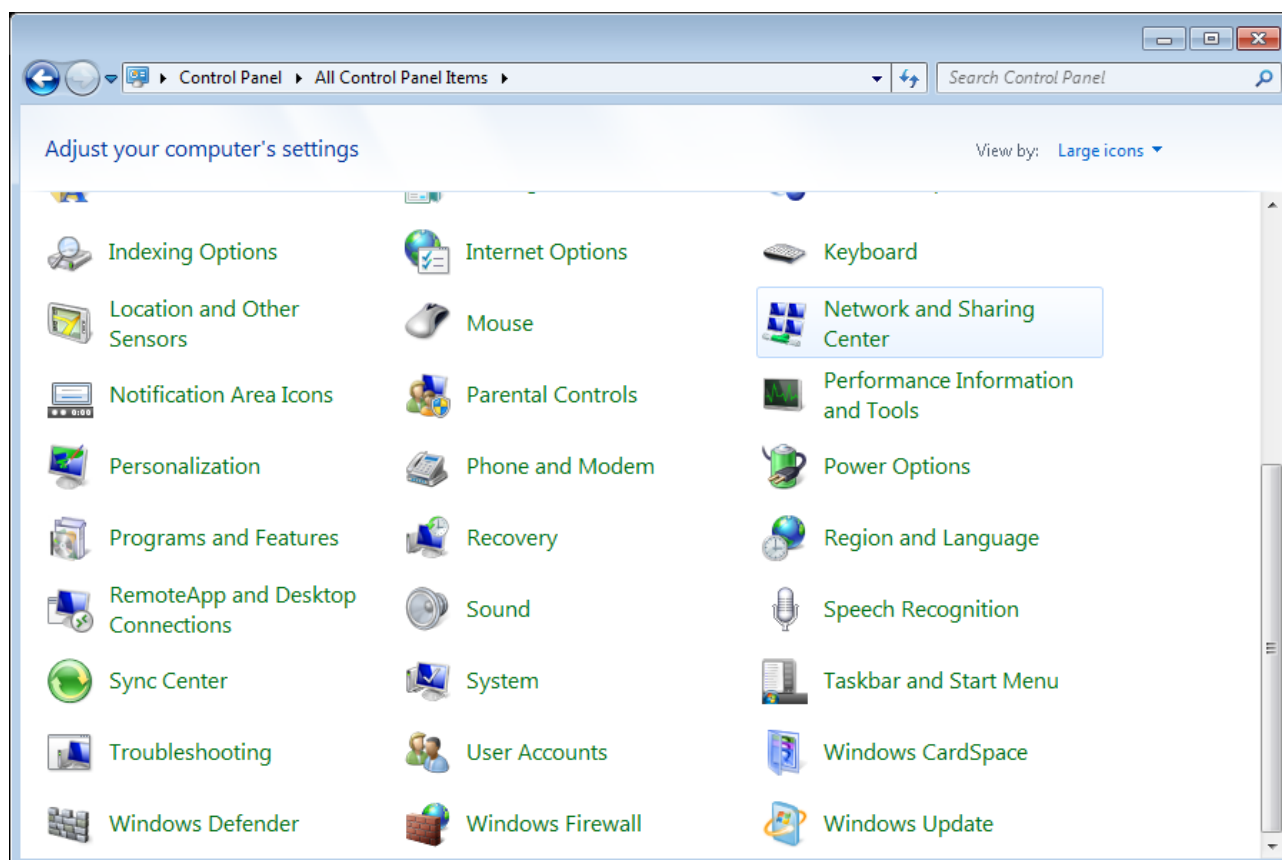 Control Panel All Control Panel Items Search Control Panel
Adjust your computer's settings View by: Large icons
Indexing Options Internet Options Keyboard
Location and Other Sensors Mouse Network and Sharing Center
Notification Area Icons Parental Controls Performance Information and Tools
Personalization Phone and Modem Power Options
Programs and Features Recovery Region and Language
RemoteApp and Desktop Connections Sound Speech Recognition
Sync Center System Taskbar and Start Menu
Troubleshooting User Accounts Windows CardSpace
Windows Defender Windows Firewall Windows Update